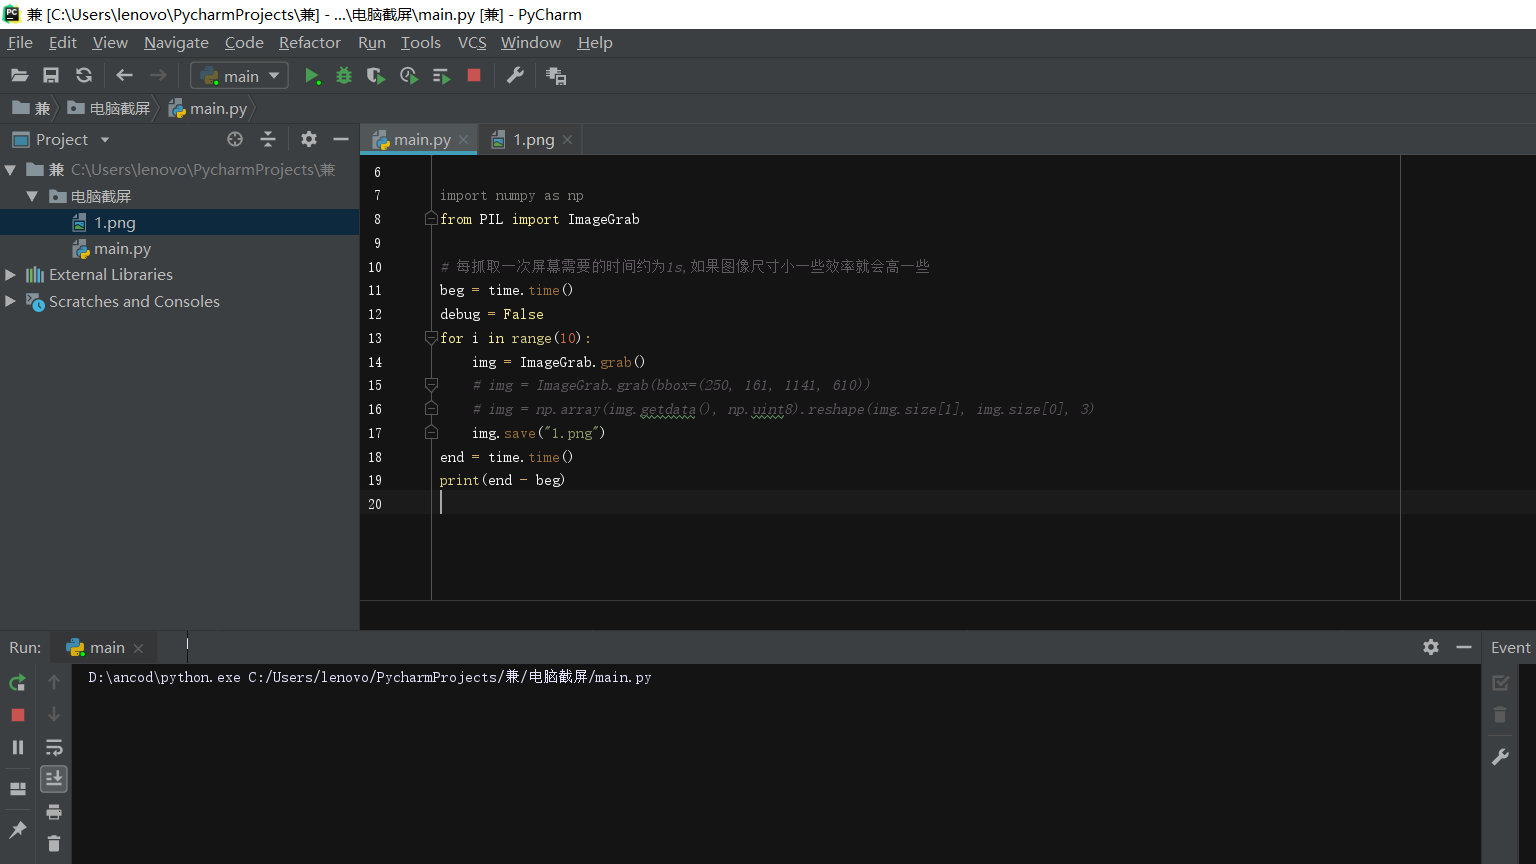 兼 [C:\Users\lenovo\PycharmProjects\兼] - ...\电脑截屏\main.py [兼] - PyCharm
File Edit View Navigate Code Refactor Run Tools VCS Window Help
main
兼 电脑截屏 main.py
Project
main.py 1.png
兼 C:\Users\lenovo\PycharmProjects\兼
电脑截屏
1.png
main.py
External Libraries
Scratches and Consoles
6
7 import numpy as np
8 from PIL import ImageGrab
9
10 # 每抓取一次屏幕需要的时间约为1s,如果图像尺寸小一些效率就会高一些
11 beg = time.time()
12 debug = False
13 for i in range(10):
14 img = ImageGrab.grab()
15 # img = ImageGrab.grab(bbox=(250, 161, 1141, 610))
16 # img = np.array(img.getdata(), np.uint8).reshape(img.size[1], img.size[0], 3)
17 img.save("1.png")
18 end = time.time()
19 print(end - beg)
20
Run: main
Event
D:\ancod\python.exe C:/Users/lenovo/PycharmProjects/兼/电脑截屏/main.py